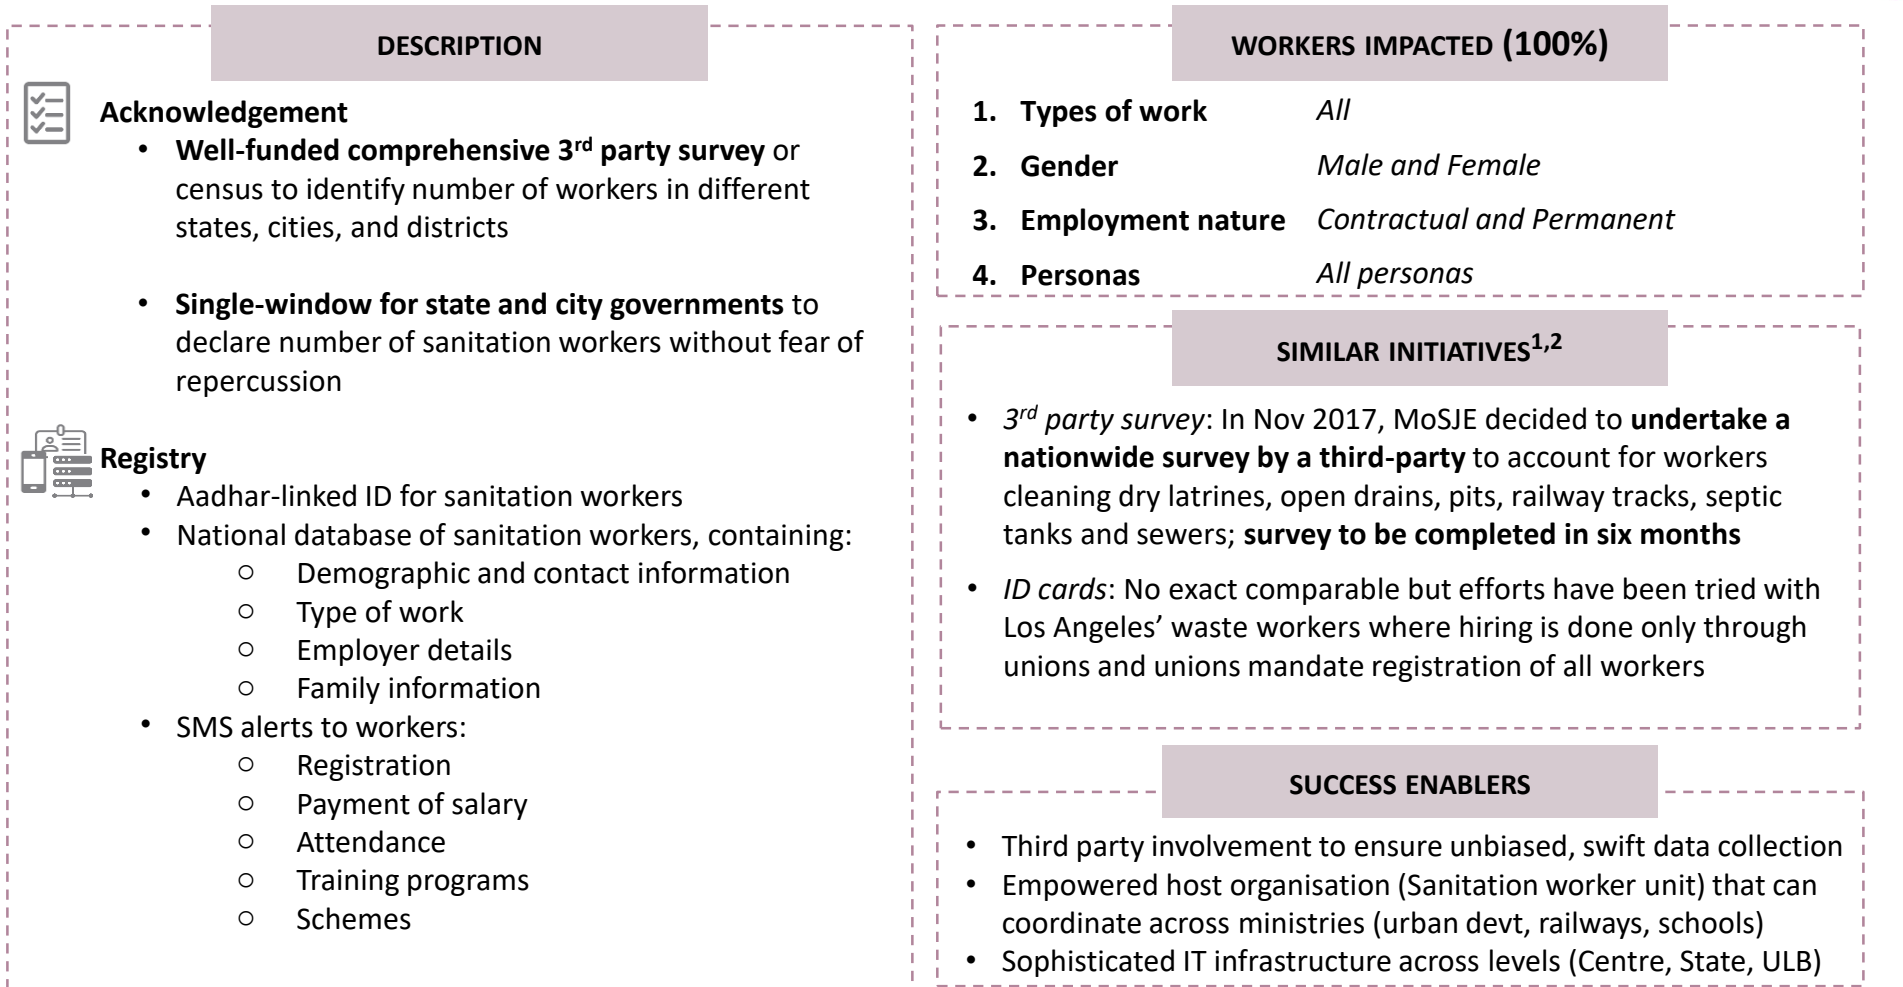 DESCRIPTION
Acknowledgement
• Well-funded comprehensive 3rd party survey or
census to identify number of workers in different
states, cities, and districts
• Single-window for state and city governments to
declare number of sanitation workers without fear of
repercussion
Registry
• Aadhar-linked ID for sanitation workers
• National database of sanitation workers, containing:
○ Demographic and contact information
○ Type of work
○ Employer details
○ Family information
• SMS alerts to workers:
○ Registration
○ Payment of salary
○ Attendance
○ Training programs
○ Schemes
WORKERS IMPACTED (100%)
1. Types of work All
2. Gender Male and Female
3. Employment nature Contractual and Permanent
4. Personas All personas
SIMILAR INITIATIVES1,2
• 3rd party survey: In Nov 2017, MoSJE decided to undertake a
nationwide survey by a third-party to account for workers
cleaning dry latrines, open drains, pits, railway tracks, septic
tanks and sewers; survey to be completed in six months
• ID cards: No exact comparable but efforts have been tried with
Los Angeles’ waste workers where hiring is done only through
unions and unions mandate registration of all workers
SUCCESS ENABLERS
• Third party involvement to ensure unbiased, swift data collection
• Empowered host organisation (Sanitation worker unit) that can
coordinate across ministries (urban devt, railways, schools)
• Sophisticated IT infrastructure across levels (Centre, State, ULB)